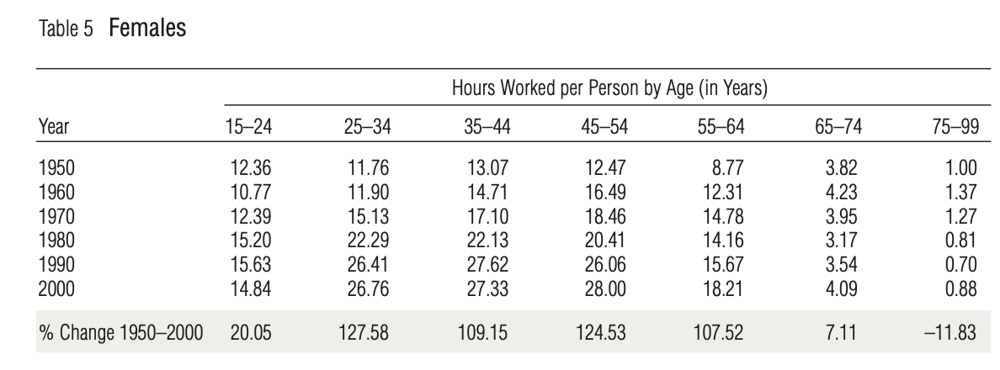 Table 5 Females
Hours Worked per Person by Age (in Years)
Year 15–24 25–34 35–44 45–54 55–64 65–74 75–99
1950 12.36 11.76 13.07 12.47 8.77 3.82 1.00
1960 10.77 11.90 14.71 16.49 12.31 4.23 1.37
1970 12.39 15.13 17.10 18.46 14.78 3.95 1.27
1980 15.20 22.29 22.13 20.41 14.16 3.17 0.81
1990 15.63 26.41 27.62 26.06 15.67 3.54 0.70
2000 14.84 26.76 27.33 28.00 18.21 4.09 0.88
% Change 1950–2000 20.05 127.58 109.15 124.53 107.52 7.11 –11.83